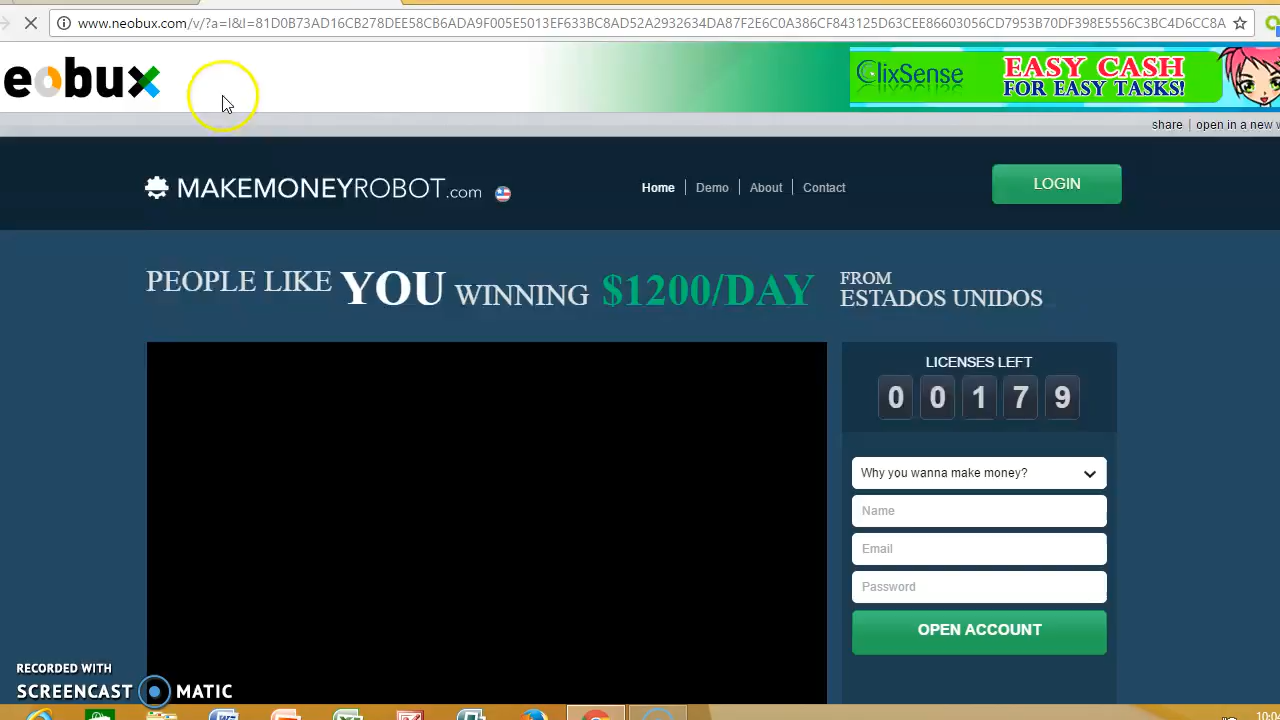 www.neobux.com/v/?a=l&l=81D0B73AD16CB278DEE58CB6ADA9F005E5013EF633BC8AD52A2932634DA87F2E6C0A386CF843125D63CEE86603056CD7953B70DF398E5556C3BC4D6CC8A
eobux
ClixSense EASY CASH
FOR EASY TASKS!
share | open in a new w
MAKEMONEYROBOT.com
Home | Demo | About | Contact
LOGIN
PEOPLE LIKE YOU WINNING $1200/DAY FROM
ESTADOS UNIDOS
LICENSES LEFT
0 0 1 7 9
Why you wanna make money?
Name
Email
Password
OPEN ACCOUNT
RECORDED WITH
SCREENCAST MATIC